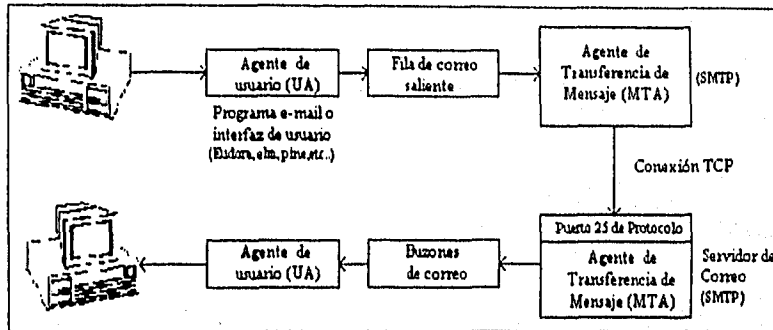 Agente de
usuario (UA)
Fila de correo
saliente
Agente de
Transferencia de
Mensaje (MTA)
(SMTP)
Programa e-mail o
interfaz de usuario
(Eudora, elm, pine, etc..)
Conexión TCP
Puerto 25 de Protocolo
Agente de
Transferencia de
Mensaje (MTA)
Servidor de
Correo
(SMTP)
Buzones
de correo
Agente de
usuario (UA)